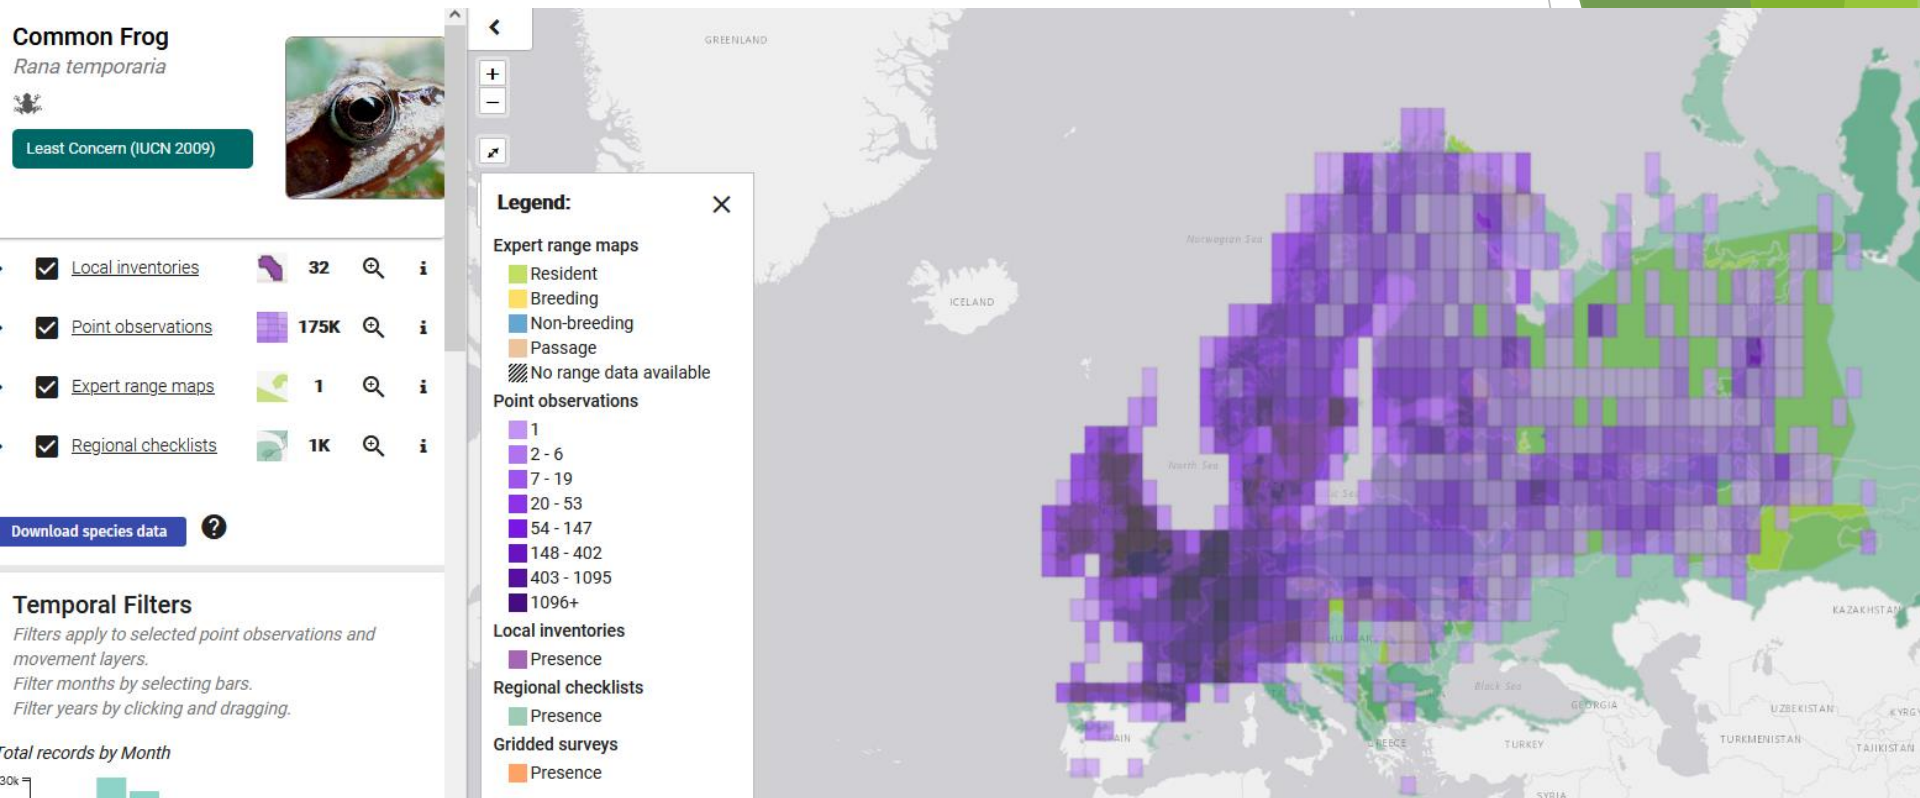 Common Frog
Rana temporaria
Least Concern (IUCN 2009)
Local inventories 32 i
Point observations 175K i
Expert range maps 1 i
Regional checklists 1K i
Download species data ?
Temporal Filters
Filters apply to selected point observations and
movement layers.
Filter months by selecting bars.
Filter years by clicking and dragging.
Total records by Month
30k
+
−
Legend:
Expert range maps
Resident
Breeding
Non-breeding
Passage
No range data available
Point observations
1
2 - 6
7 - 19
20 - 53
54 - 147
148 - 402
403 - 1095
1096+
Local inventories
Presence
Regional checklists
Presence
Gridded surveys
Presence
GREENLAND
Norwegian Sea
ICELAND
North Sea
KAZAKHSTAN
Black Sea
GEORGIA
UZBEKISTAN
KYRG
TURKMENISTAN
TURKEY
GREECE
TAJIKISTAN
SYRIA